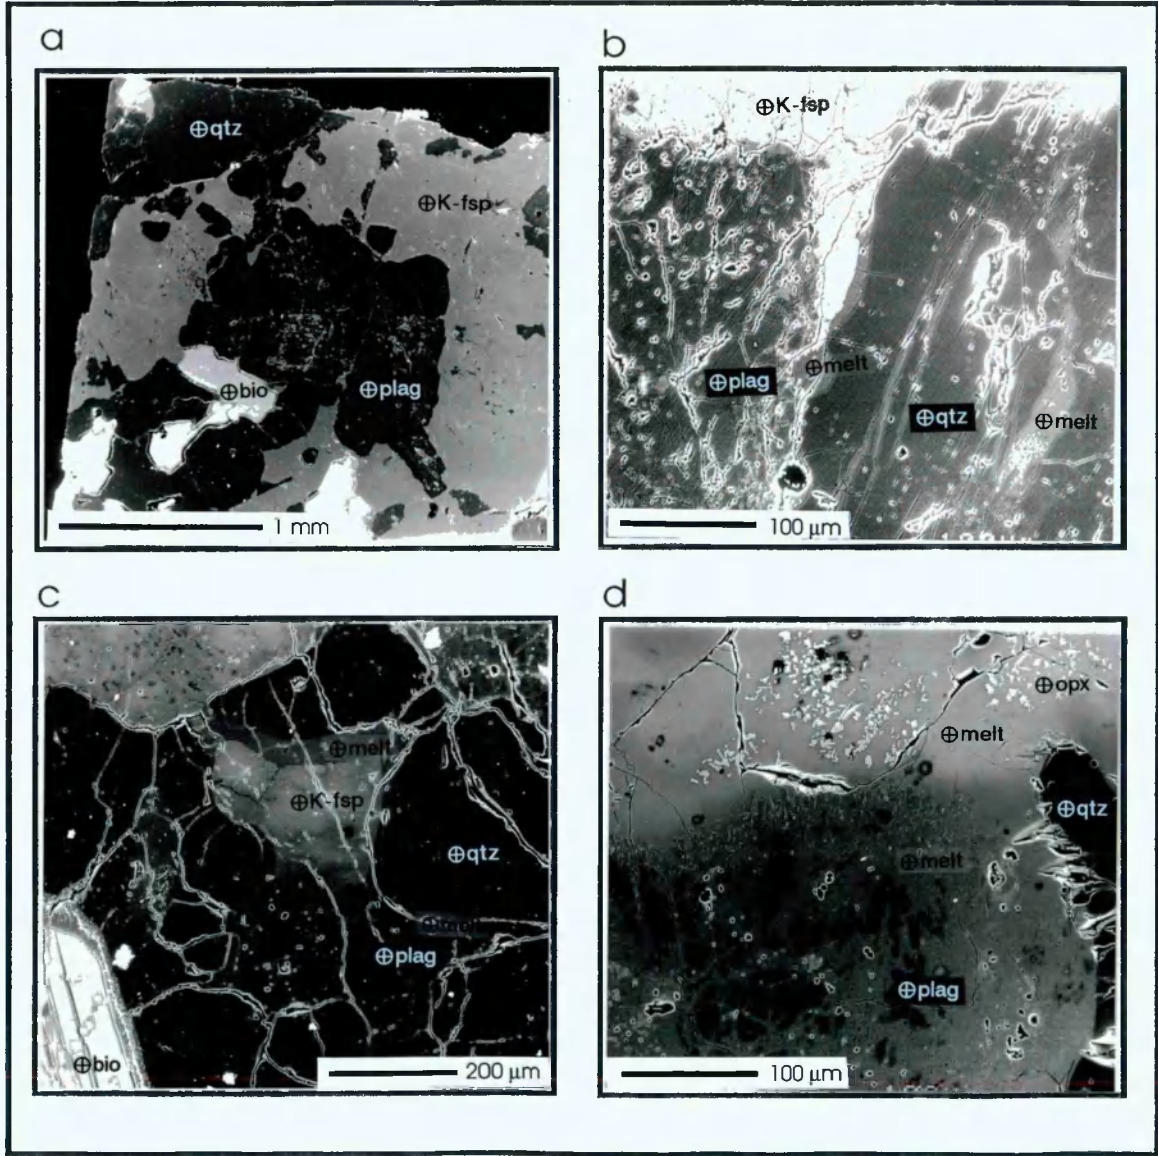 a
⊕qtz
⊕K-fsp
⊕bio
⊕plag
1 mm
b
⊕K-fsp
⊕melt
⊕plag
⊕qtz
⊕melt
100 µm
c
⊕melt
⊕K-fsp
⊕qtz
⊕plag
⊕bio
200 µm
d
⊕opx
⊕melt
⊕qtz
⊕melt
⊕plag
100 µm